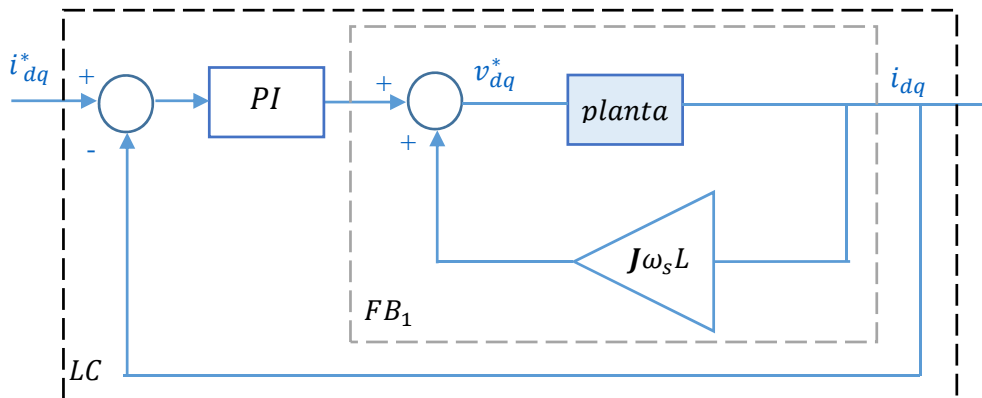 i*dq
+
-
PI
+
+
v*dq
planta
idq
JωsL
FB1
LC